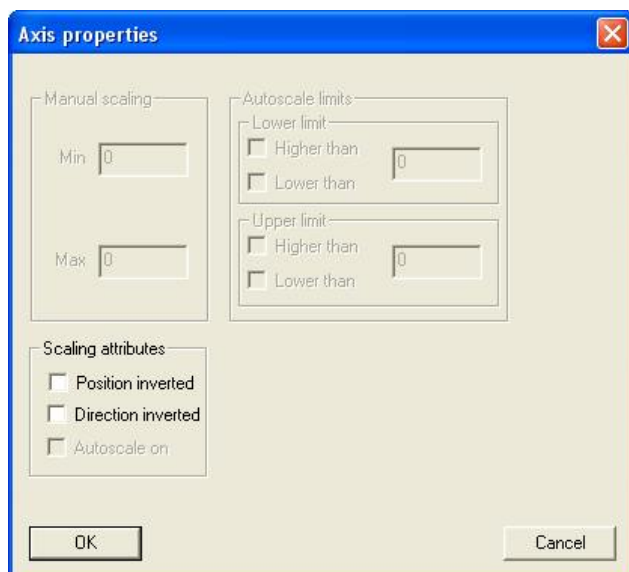 Axis properties
Manual scaling
Min 0
Max 0
Autoscale limits
Lower limit
Higher than 0
Lower than
Upper limit
Higher than 0
Lower than
Scaling attributes
Position inverted
Direction inverted
Autoscale on
OK
Cancel